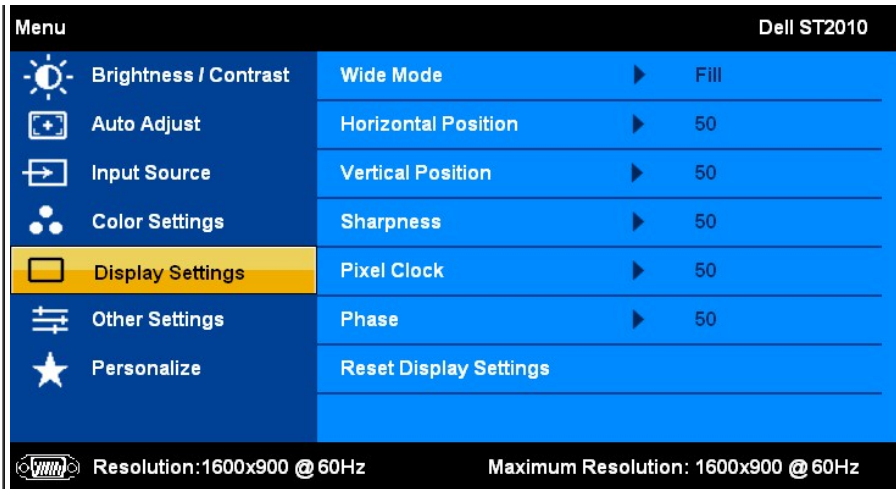 Menu Dell ST2010
Brightness / Contrast Wide Mode Fill
Auto Adjust Horizontal Position 50
Input Source Vertical Position 50
Color Settings Sharpness 50
Display Settings Pixel Clock 50
Other Settings Phase 50
Personalize Reset Display Settings
Resolution:1600x900 @60Hz Maximum Resolution: 1600x900 @60Hz